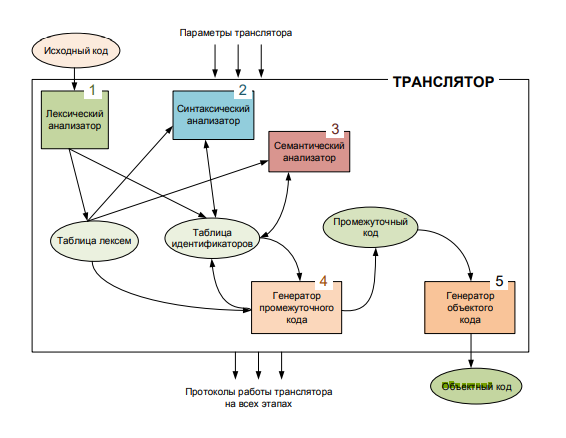 Параметры транслятора
Исходный код
ТРАНСЛЯТОР
1
Лексический
анализатор
2
Синтаксический
анализатор
3
Семантический
анализатор
Таблица лексем
Таблица
идентификаторов
Промежуточный
код
4
Генератор
промежуточного
кода
5
Генератор
объектого
кода
Протоколы работы транслятора
на всех этапах
Объектный код